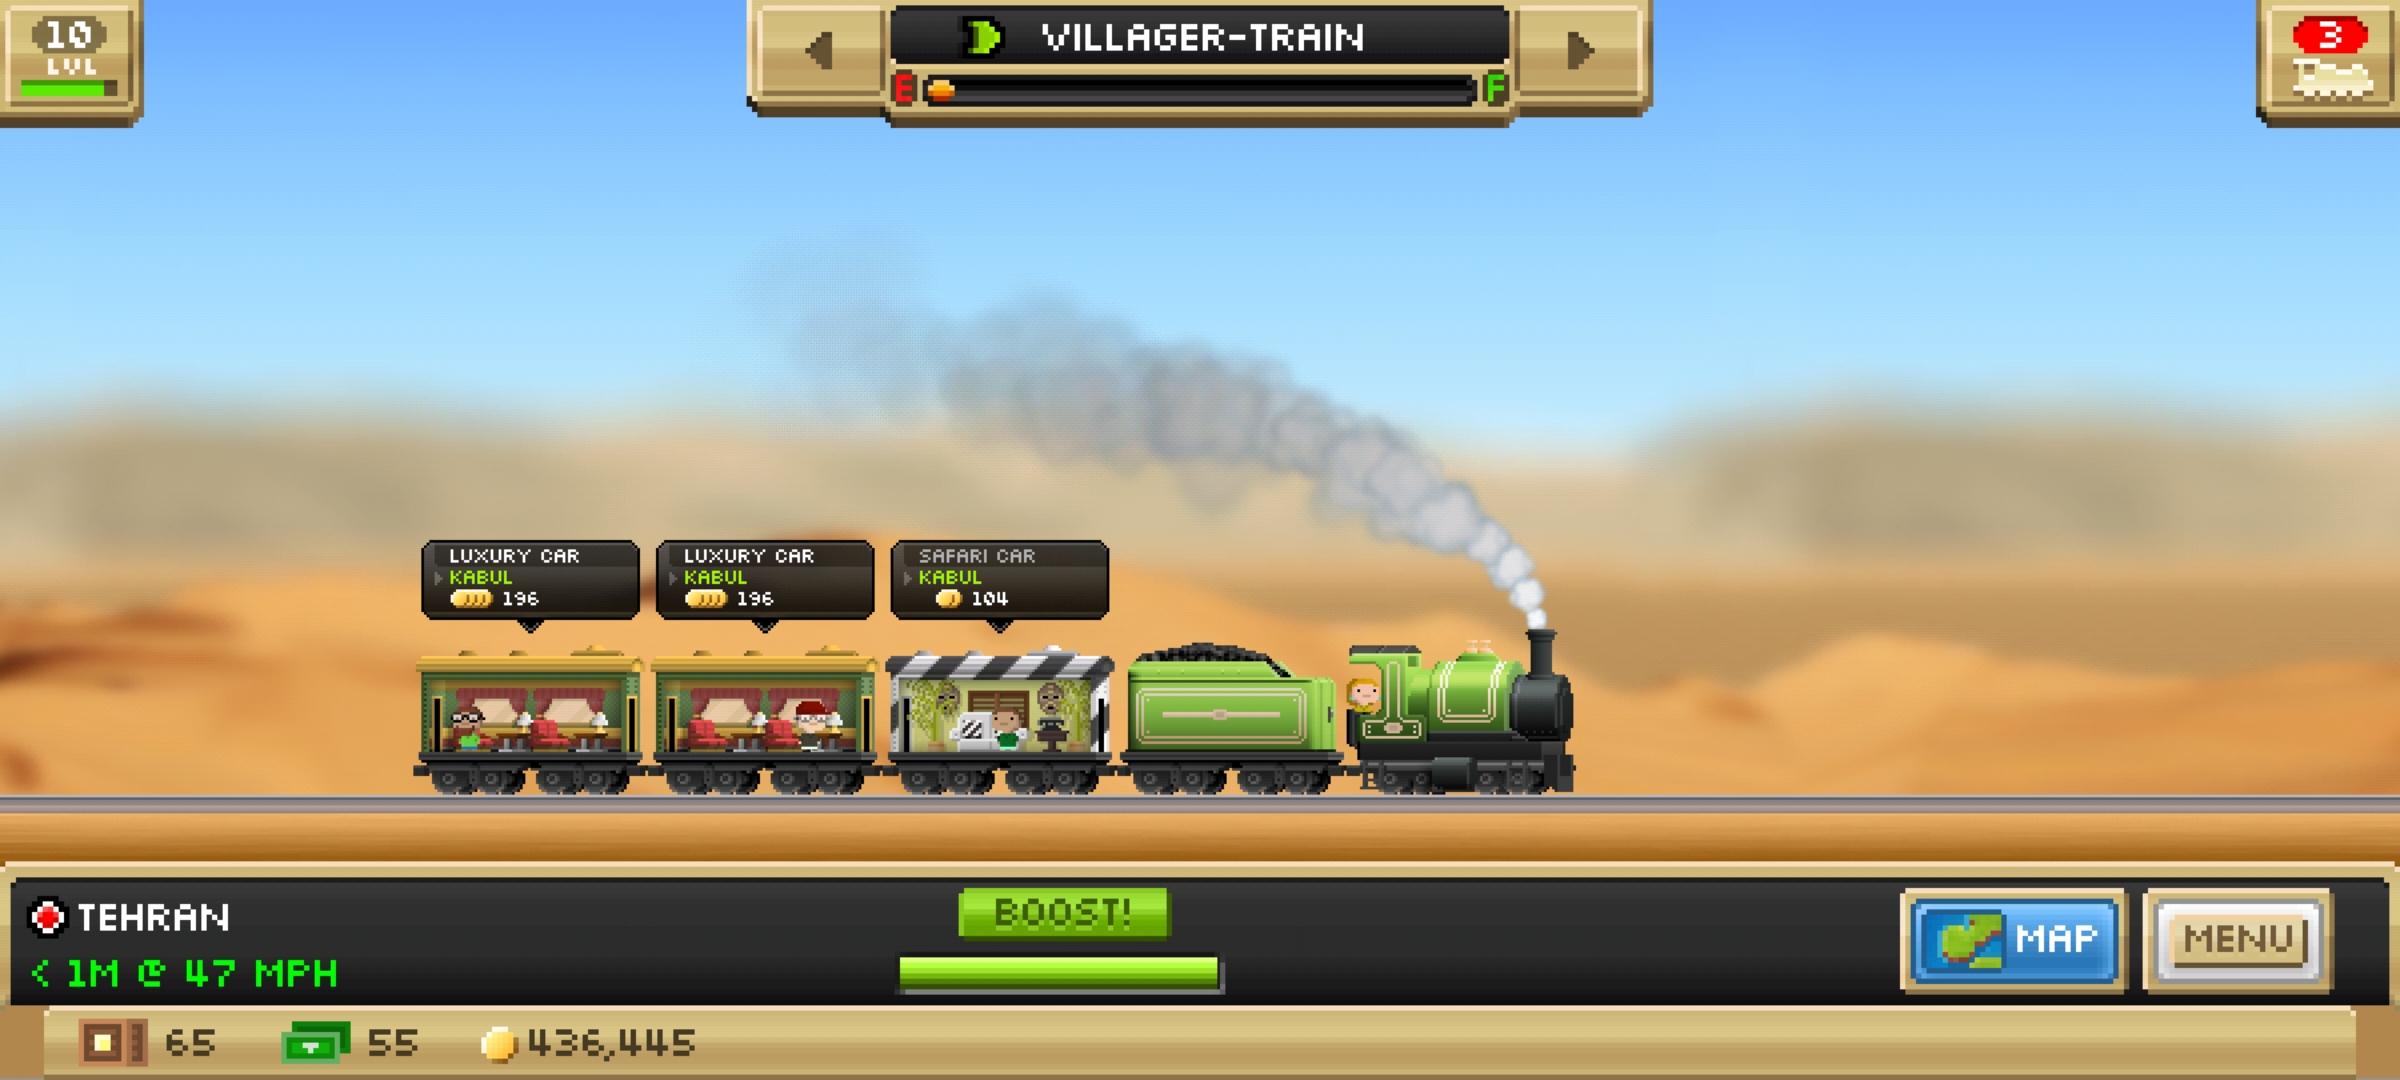 10
LVL
VILLAGER-TRAIN
E F
3
LUXURY CAR
KABUL
196
LUXURY CAR
KABUL
196
SAFARI CAR
KABUL
104
TEHRAN
< 1M @ 47 MPH
BOOST!
MAP
MENU
65
55
436,445